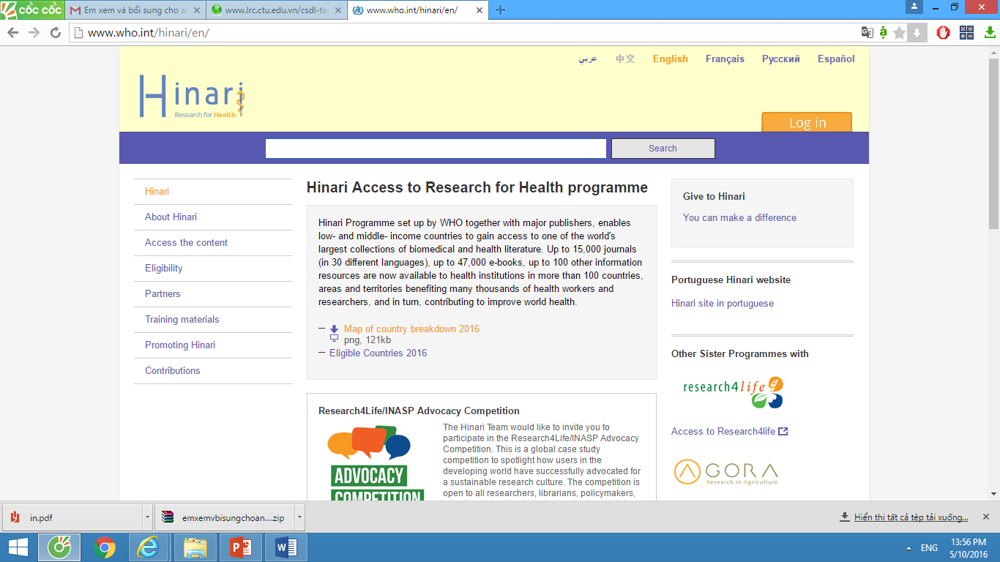 cốc cốc
Em xem và bổi sung cho a
www.lrc.ctu.edu.vn/csdl-ta
www.who.int/hinari/en/
www.who.int/hinari/en/
عربي 中文 English Français Русский Español
Hinari
Research for Health
Log in
Search
Hinari
About Hinari
Access the content
Eligibility
Partners
Training materials
Promoting Hinari
Contributions
Hinari Access to Research for Health programme
Hinari Programme set up by WHO together with major publishers, enables
low- and middle- income countries to gain access to one of the world's
largest collections of biomedical and health literature. Up to 15,000 journals
(in 30 different languages), up to 47,000 e-books, up to 100 other information
resources are now available to health institutions in more than 100 countries,
areas and territories benefiting many thousands of health workers and
researchers, and in turn, contributing to improve world health.
Map of country breakdown 2016
png, 121kb
Eligible Countries 2016
Research4Life/INASP Advocacy Competition
ADVOCACY
COMPETITION
The Hinari Team would like to invite you to
participate in the Research4Life/INASP Advocacy
Competition. This is a global case study
competition to spotlight how users in the
developing world have successfully advocated for
a sustainable research culture. The competition is
open to all researchers, librarians, policymakers,
Give to Hinari
You can make a difference
Portuguese Hinari website
Hinari site in portuguese
Other Sister Programmes with
research4life
Access to Research4life
AGORA
Research in Agriculture
in.pdf
emxemvbisungchoan....zip
Hiển thị tất cả tệp tải xuống...
ENG
13:56 PM
5/10/2016